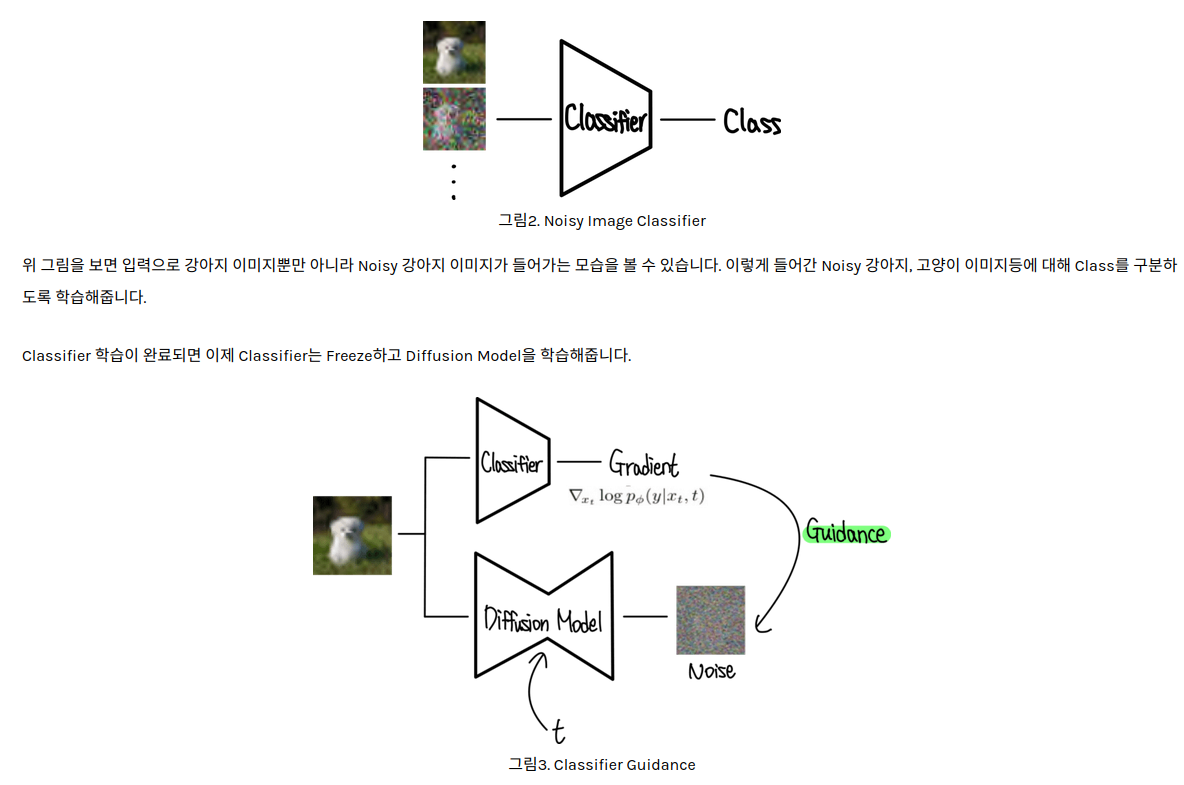 Classifier
Class
그림2. Noisy Image Classifier
위 그림을 보면 입력으로 강아지 이미지뿐만 아니라 Noisy 강아지 이미지가 들어가는 모습을 볼 수 있습니다. 이렇게 들어간 Noisy 강아지, 고양이 이미지등에 대해 Class를 구분하
도록 학습해줍니다.
Classifier 학습이 완료되면 이제 Classifier는 Freeze하고 Diffusion Model을 학습해줍니다.
Classifier
Gradient
∇_{x_t} log p_ϕ(y|x_t, t)
Guidance
Diffusion Model
Noise
t
그림3. Classifier Guidance